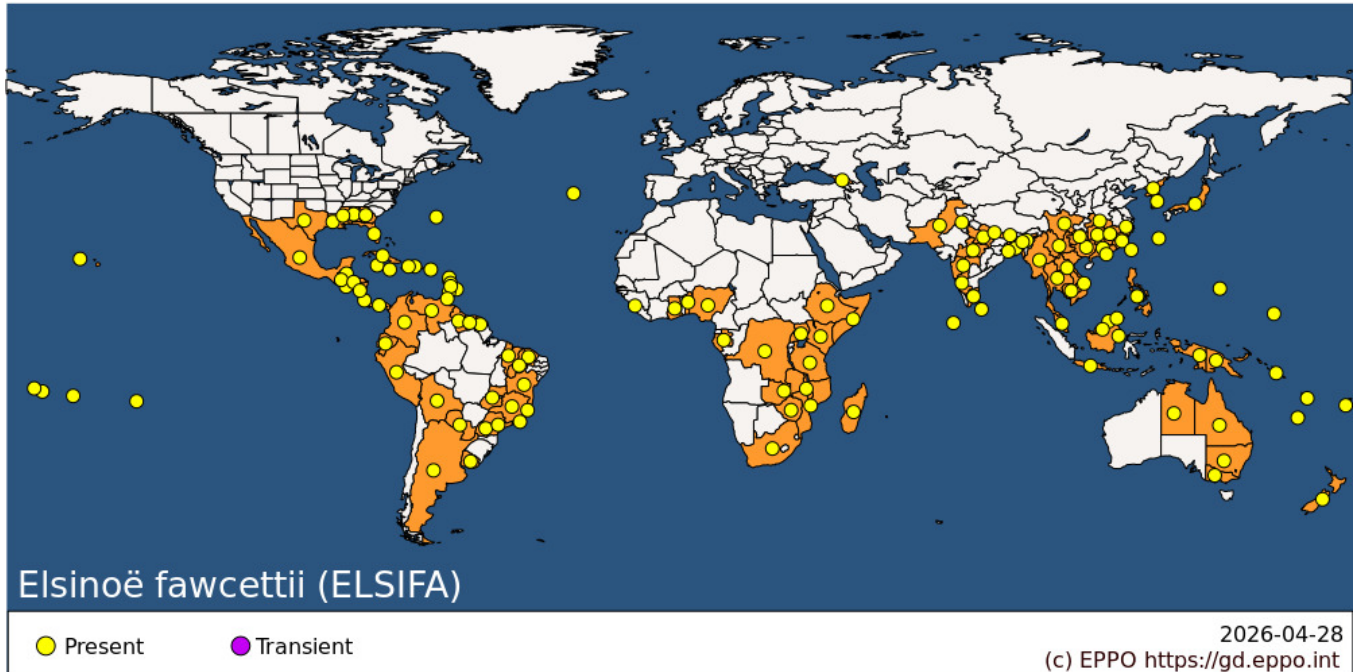 Elsinoë fawcettii (ELSIFA)
Present
Transient
2026-04-28
(c) EPPO https://gd.eppo.int